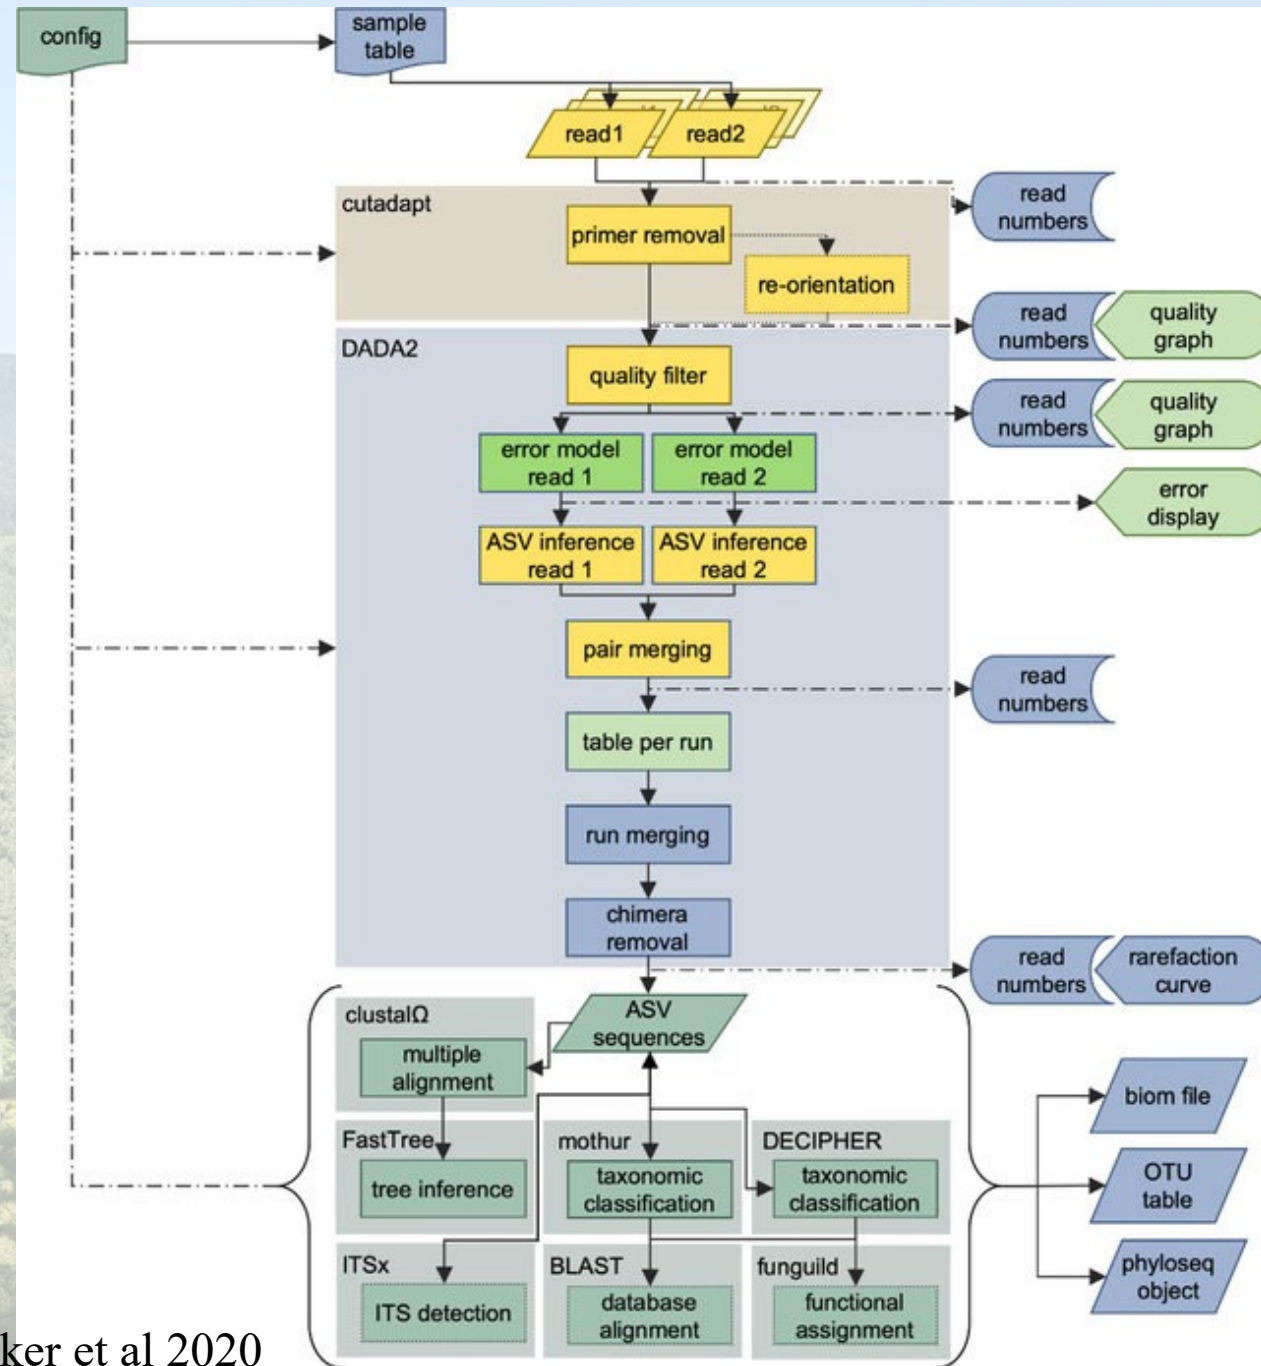 config
sample
table
read1
read2
cutadapt
primer removal
re-orientation
read
numbers
DADA2
read
numbers
quality
graph
quality filter
read
numbers
quality
graph
error model
read 1
error model
read 2
error
display
ASV inference
read 1
ASV inference
read 2
pair merging
read
numbers
table per run
run merging
chimera
removal
read
numbers
rarefaction
curve
ASV
sequences
clustalΩ
multiple
alignment
biom file
FastTree
tree inference
mothur
taxonomic
classification
DECIPHER
taxonomic
classification
OTU
table
ITSx
ITS detection
BLAST
database
alignment
funguild
functional
assignment
phyloseq
object
ker et al 2020